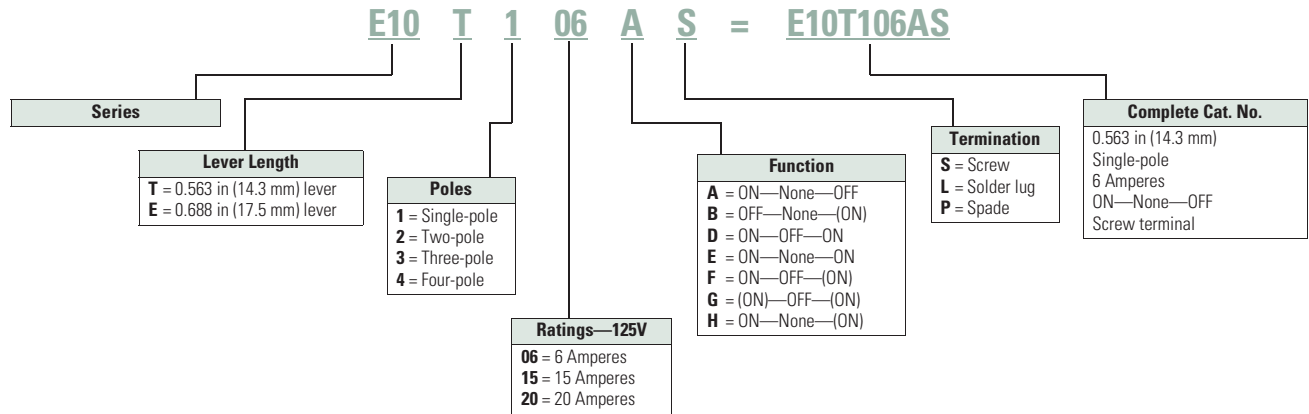 E10 T 1 06 A S = E10T106AS
Series
Lever Length
T = 0.563 in (14.3 mm) lever
E = 0.688 in (17.5 mm) lever
Poles
1 = Single-pole
2 = Two-pole
3 = Three-pole
4 = Four-pole
Ratings—125V
06 = 6 Amperes
15 = 15 Amperes
20 = 20 Amperes
Function
A = ON—None—OFF
B = OFF—None—(ON)
D = ON—OFF—ON
E = ON—None—ON
F = ON—OFF—(ON)
G = (ON)—OFF—(ON)
H = ON—None—(ON)
Termination
S = Screw
L = Solder lug
P = Spade
Complete Cat. No.
0.563 in (14.3 mm)
Single-pole
6 Amperes
ON—None—OFF
Screw terminal